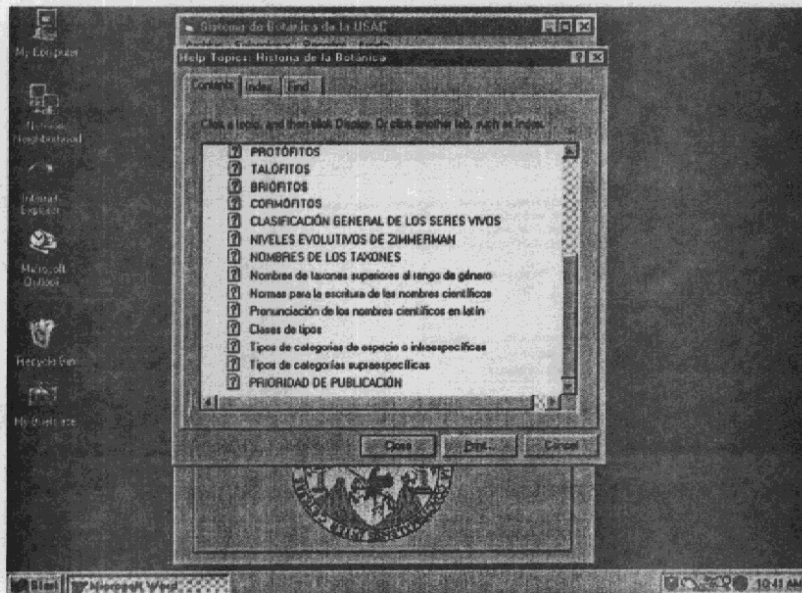 My Computer
Sistema de Botánica de la USAC
Help Topics: Historia de la Botánica
Contents Index Find
Network
Neighborhood
Click a topic, and then click Display. Or click another tab, such as Index.
PROTÓFITOS
TALÓFITOS
BRIÓFITOS
CORMÓFITOS
CLASIFICACIÓN GENERAL DE LOS SERES VIVOS
NIVELES EVOLUTIVOS DE ZIMMERMAN
NOMBRES DE LOS TAXONES
Nombres de taxones superiores al rango de género
Normas para la escritura de los nombres científicos
Pronunciación de los nombres científicos en latín
Clases de tipos
Tipos de categorías de especie o infraespecíficas
Tipos de categorías supraespecíficas
PRIORIDAD DE PUBLICACIÓN
Internet
Explorer
Microsoft
Outlook
Recycle Bin
My Briefcase
Close Print... Cancel
Start Microsoft Word 10:41 AM